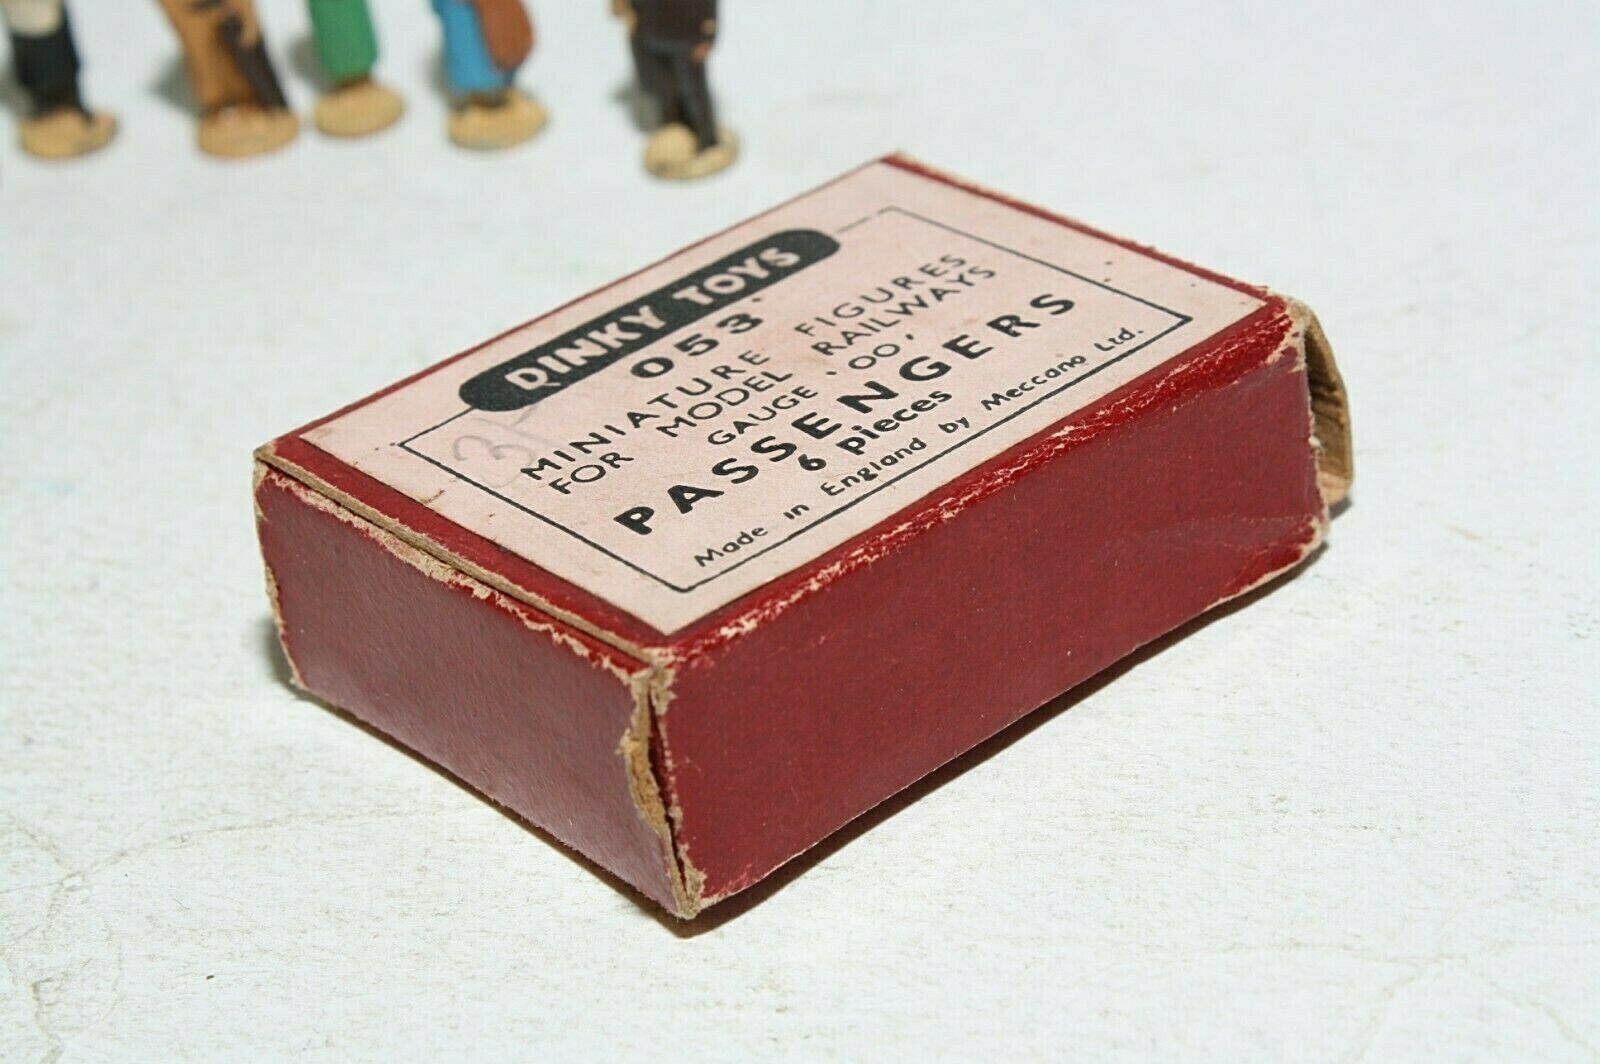 DINKY TOYS
053
MINIATURE FIGURES
FOR MODEL RAILWAYS
GAUGE 'OO'
PASSENGERS
6 pieces
Made in England by Meccano Ltd.